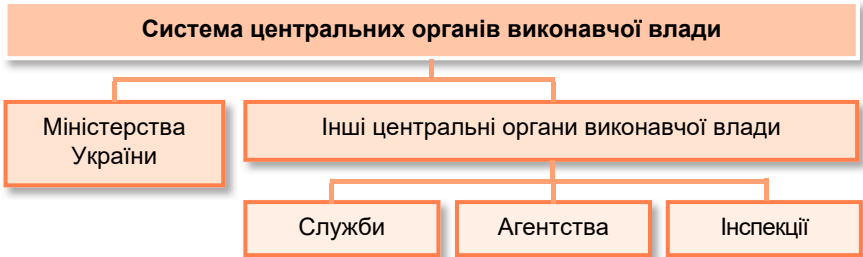 Система центральних органів виконавчої влади
Міністерства
України
Інші центральні органи виконавчої влади
Служби
Агентства
Інспекції